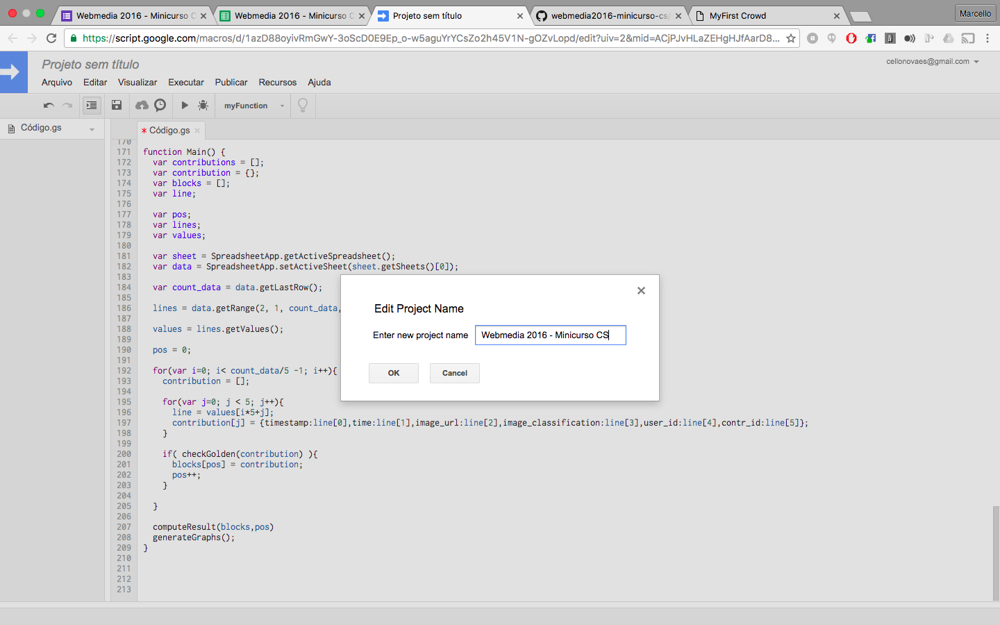 Webmedia 2016 - Minicurso C
Webmedia 2016 - Minicurso C
Projeto sem título
webmedia2016-minicurso-cs/
MyFirst Crowd
Marcello
https://script.google.com/macros/d/1azD88oyivRmGwY-3oScD0E9Ep_o-w5aguYrYCsZo2h45V1N-gOZvLopd/edit?uiv=2&mid=ACjPJvHLaZEHgHJfAarD8...
Projeto sem título
cellonovaes@gmail.com
Arquivo Editar Visualizar Executar Publicar Recursos Ajuda
myFunction
Código.gs
* Código.gs
170
171 function Main() {
172 var contributions = [];
173 var contribution = {};
174 var blocks = [];
175 var line;
176
177 var pos;
178 var lines;
179 var values;
180
181 var sheet = SpreadsheetApp.getActiveSpreadsheet();
182 var data = SpreadsheetApp.setActiveSheet(sheet.getSheets()[0]);
183
184 var count_data = data.getLastRow();
185
186 lines = data.getRange(2, 1, count_data,
187
188 values = lines.getValues();
189
190 pos = 0;
191
192 for(var i=0; i< count_data/5 -1; i++){
193 contribution = [];
194
195 for(var j=0; j < 5; j++){
196 line = values[i*5+j];
197 contribution[j] = {timestamp:line[0],time:line[1],image_url:line[2],image_classification:line[3],user_id:line[4],contr_id:line[5]};
198 }
199
200 if( checkGolden(contribution) ){
201 blocks[pos] = contribution;
202 pos++;
203 }
204
205 }
206
207 computeResult(blocks,pos)
208 generateGraphs();
209 }
210
211
212
213
Edit Project Name
Enter new project name Webmedia 2016 - Minicurso CS
OK Cancel